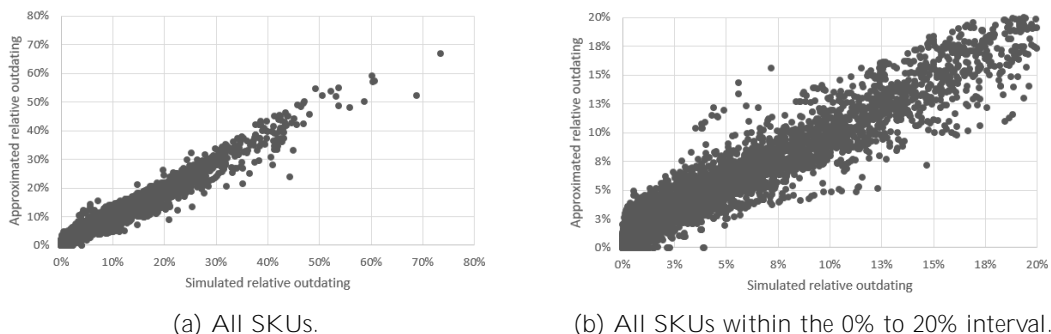 80%
70%
60%
50%
40%
30%
20%
10%
0%
Approximated relative outdating
0% 10% 20% 30% 40% 50% 60% 70% 80%
Simulated relative outdating
(a) All SKUs.
20%
18%
15%
13%
10%
8%
5%
3%
0%
Approximated relative outdating
0% 3% 5% 8% 10% 13% 15% 18% 20%
Simulated relative outdating
(b) All SKUs within the 0% to 20% interval.